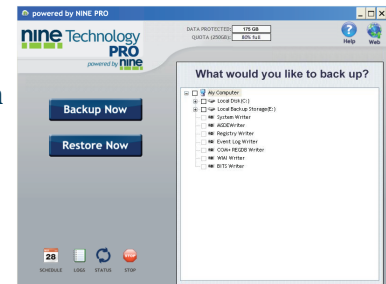 powered by NINE PRO
nine Technology
PRO
powered by nine
DATA PROTECTED: 175 GB
QUOTA (250GB): 80% full
Help
Web
What would you like to back up?
Backup Now
Restore Now
My Computer
Local Disk(C:)
Local Backup Storage(E:)
System Writer
ASDEWriter
Registry Writer
Event Log Writer
COM+ REGDB Writer
WMI Writer
BITS Writer
28
SCHEDULE
LOGS
STATUS
STOP